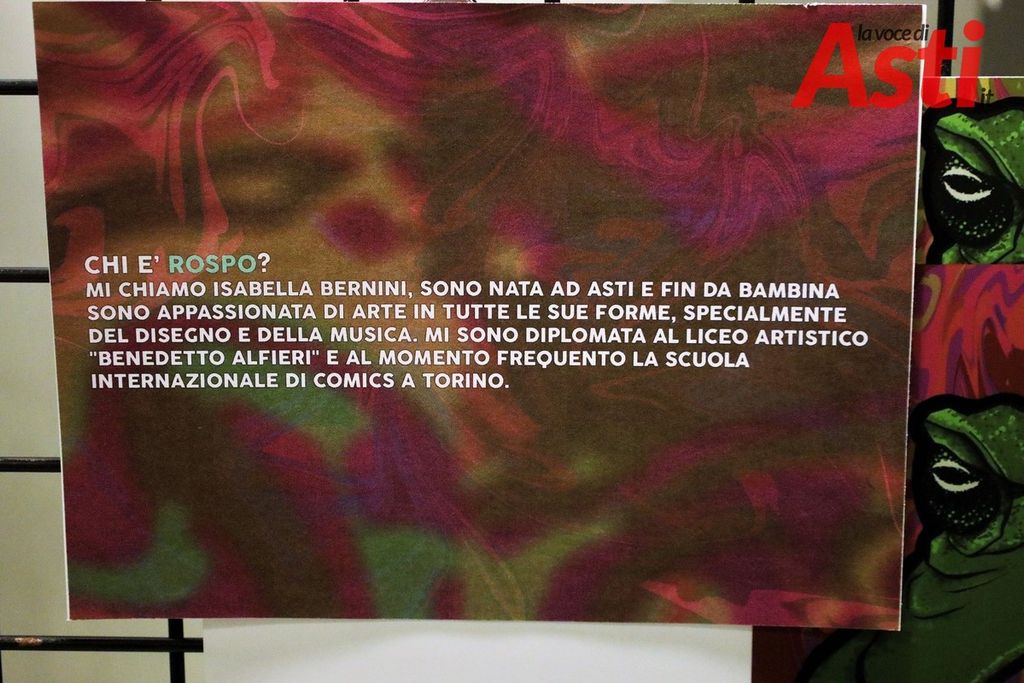 la voce di
Asti
.it
CHI E' ROSPO?
MI CHIAMO ISABELLA BERNINI, SONO NATA AD ASTI E FIN DA BAMBINA
SONO APPASSIONATA DI ARTE IN TUTTE LE SUE FORME, SPECIALMENTE
DEL DISEGNO E DELLA MUSICA. MI SONO DIPLOMATA AL LICEO ARTISTICO
"BENEDETTO ALFIERI" E AL MOMENTO FREQUENTO LA SCUOLA
INTERNAZIONALE DI COMICS A TORINO.